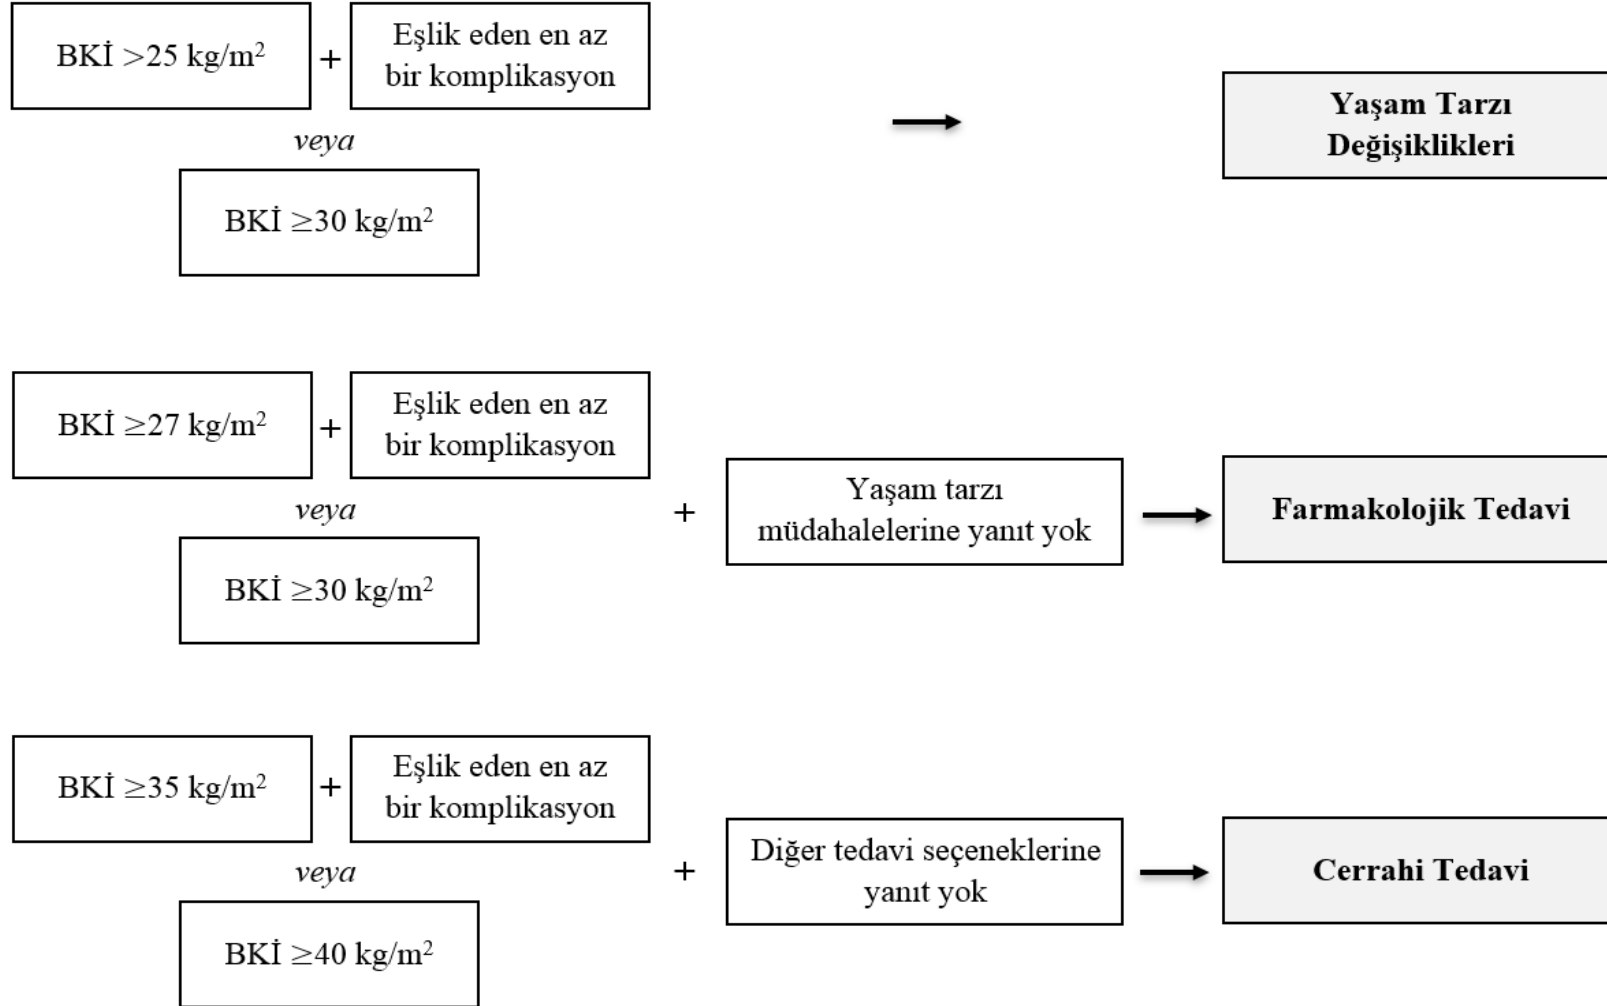 BKİ >25 kg/m²
+
Eşlik eden en az
bir komplikasyon
veya
BKİ ≥30 kg/m²
Yaşam Tarzı
Değişiklikleri
BKİ ≥27 kg/m²
+
Eşlik eden en az
bir komplikasyon
veya
BKİ ≥30 kg/m²
+
Yaşam tarzı
müdahalelerine yanıt yok
Farmakolojik Tedavi
BKİ ≥35 kg/m²
+
Eşlik eden en az
bir komplikasyon
veya
BKİ ≥40 kg/m²
+
Diğer tedavi seçeneklerine
yanıt yok
Cerrahi Tedavi